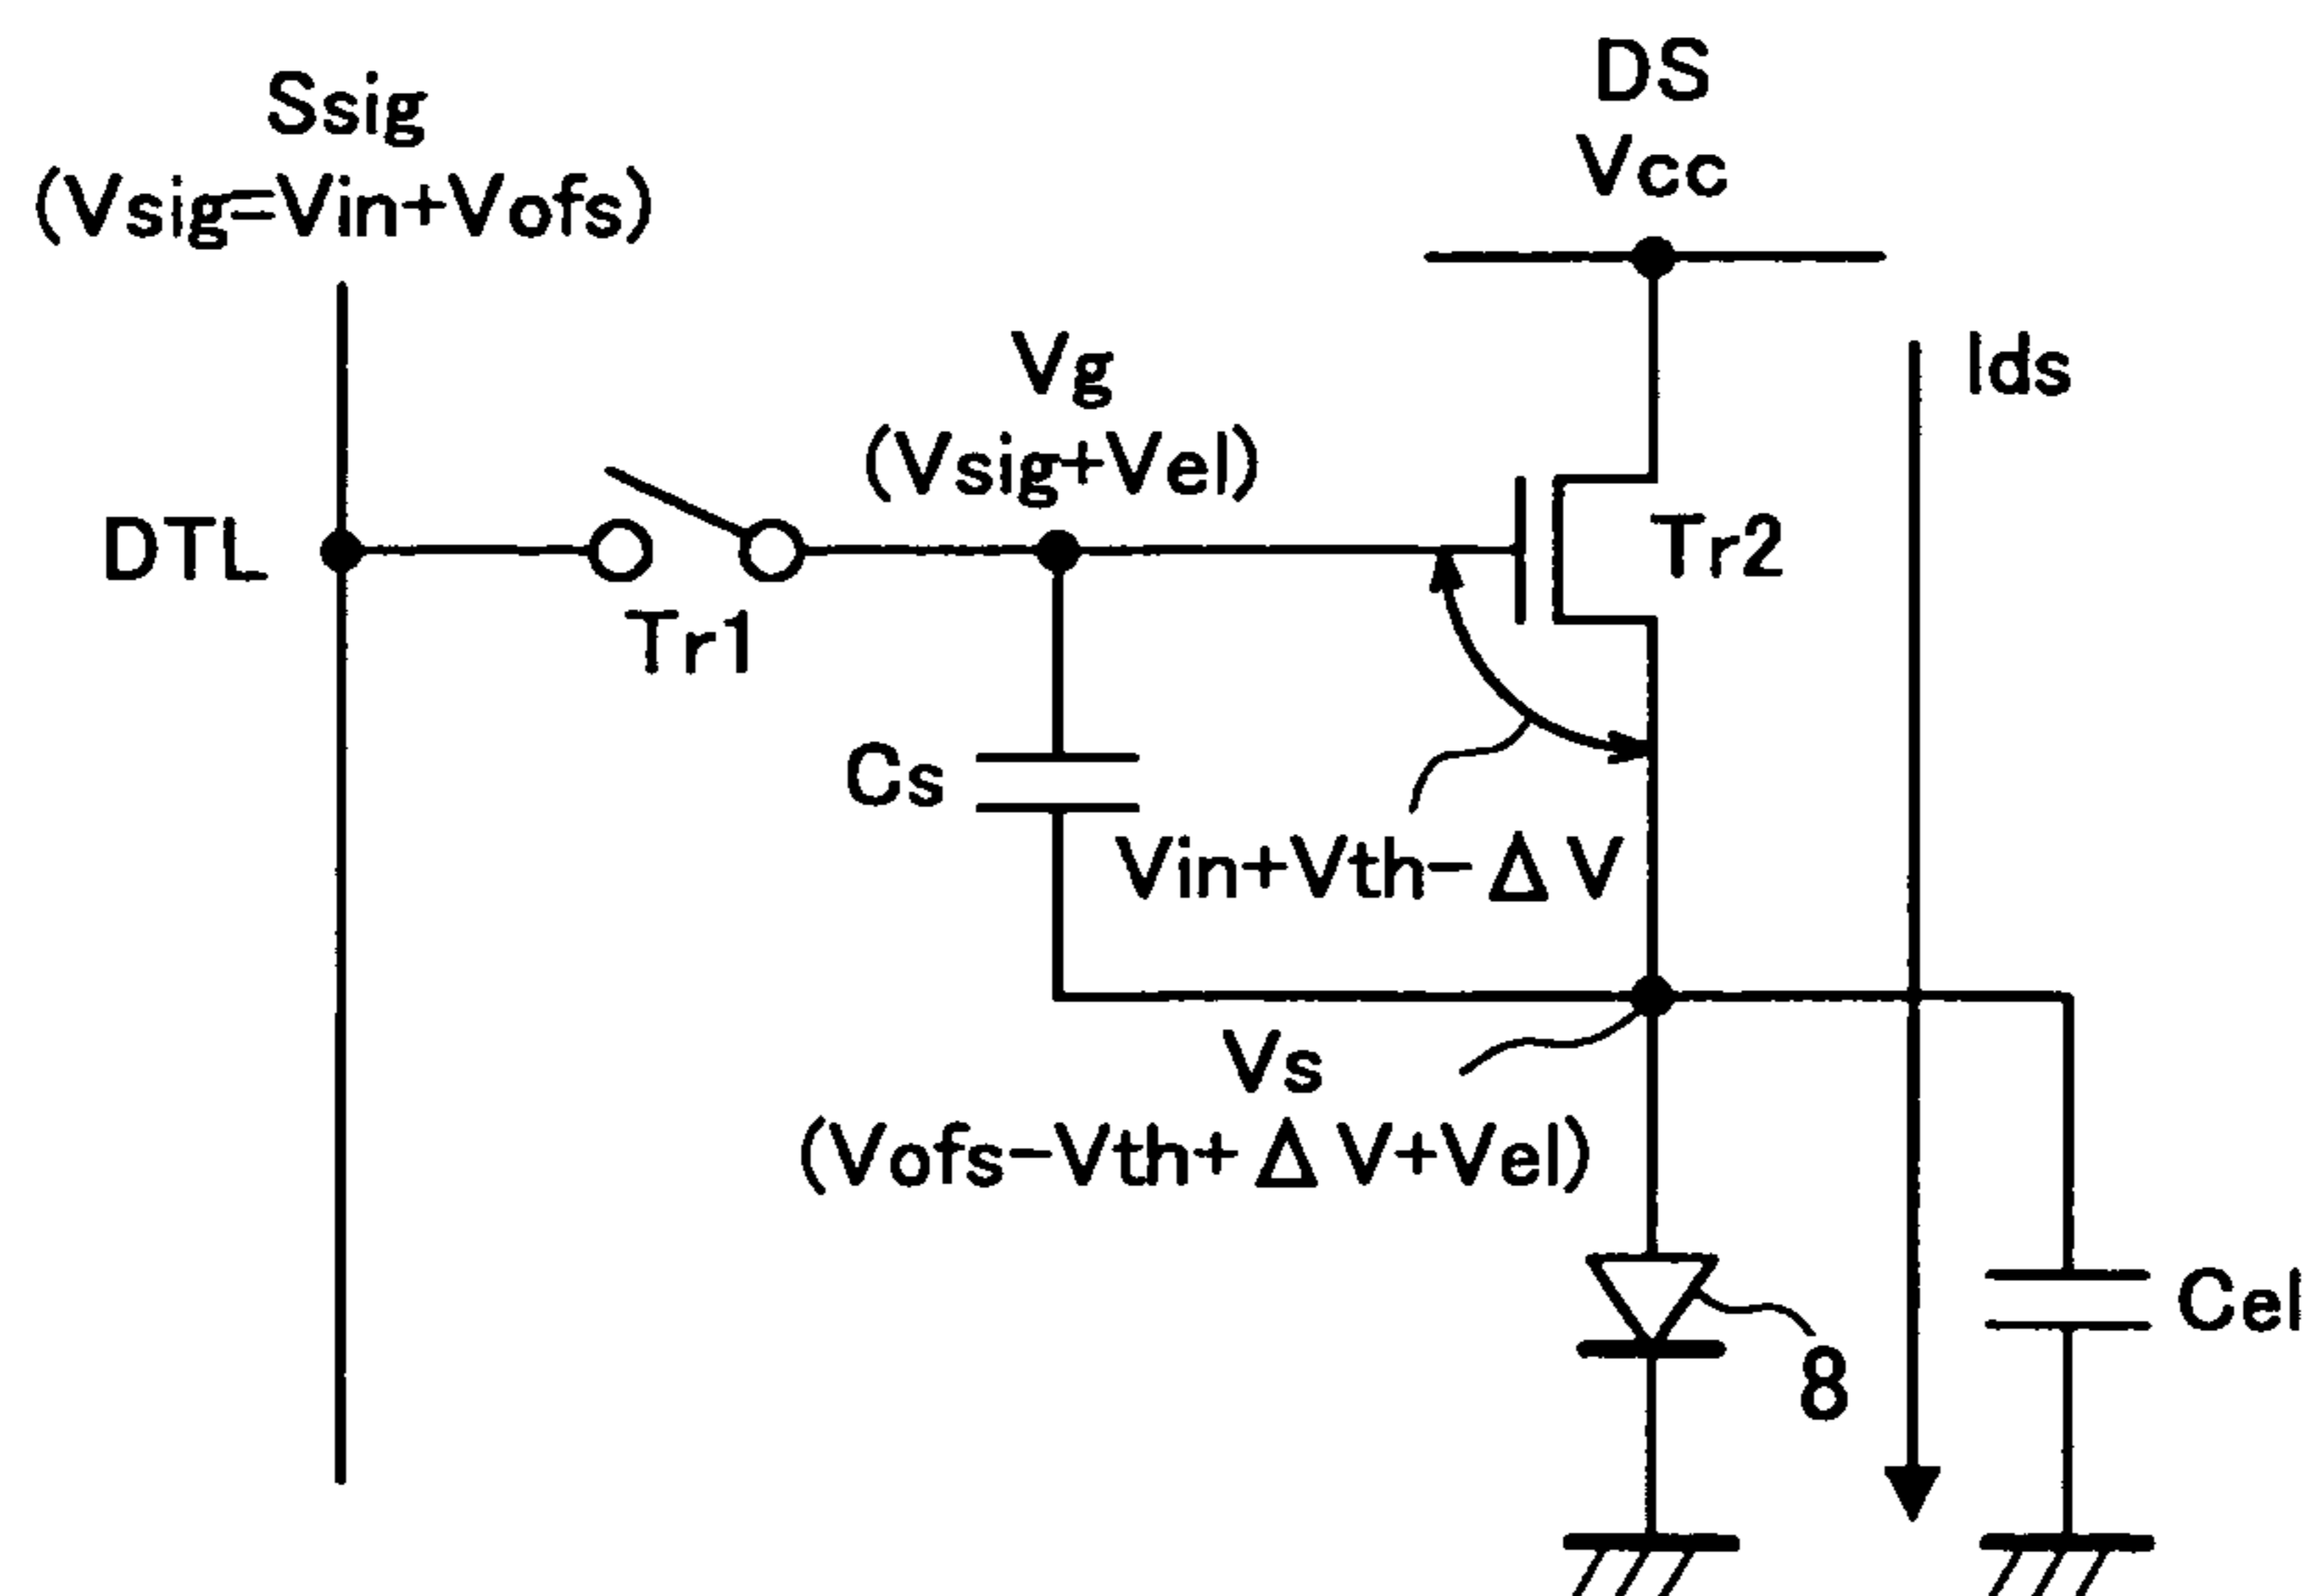 Ssig
(Vsig=Vin+Vofs)
DS
Vcc
Vg
(Vsig+Vel)
Ids
DTL
Tr1
Tr2
Cs
Vin+Vth-ΔV
Vs
(Vofs-Vth+ΔV+Vel)
Cel
8